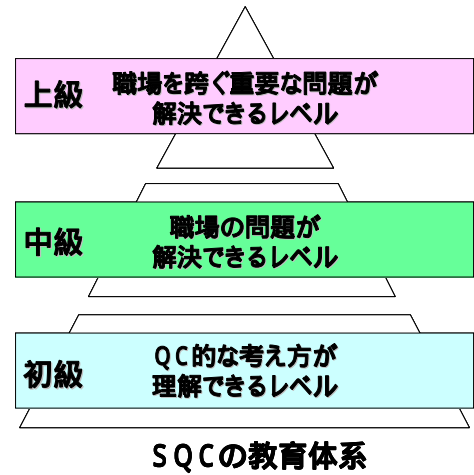 上級
職場を跨ぐ重要な問題が
解決できるレベル
中級
職場の問題が
解決できるレベル
初級
QC的な考え方が
理解できるレベル
SQCの教育体系